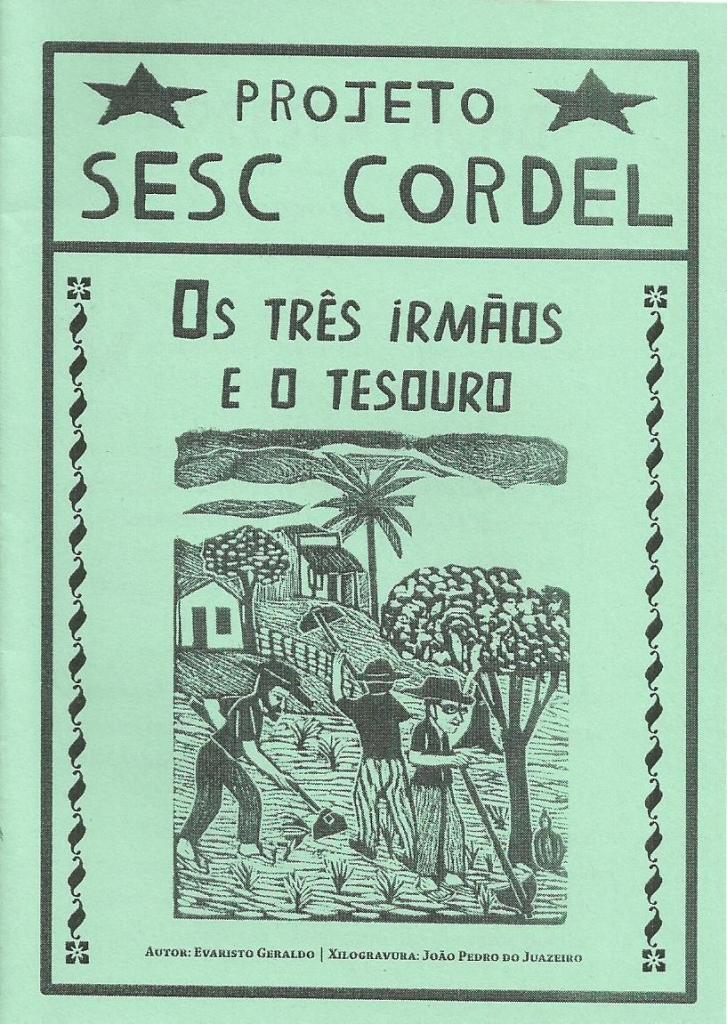 PROJETO
SESC CORDEL
OS TRÊS iRMÃOS
E O TESOURO
AUTOR: EVARISTO GERALDO | XILOGRAVURA: JOÃO PEDRO DO JUAZEIRO